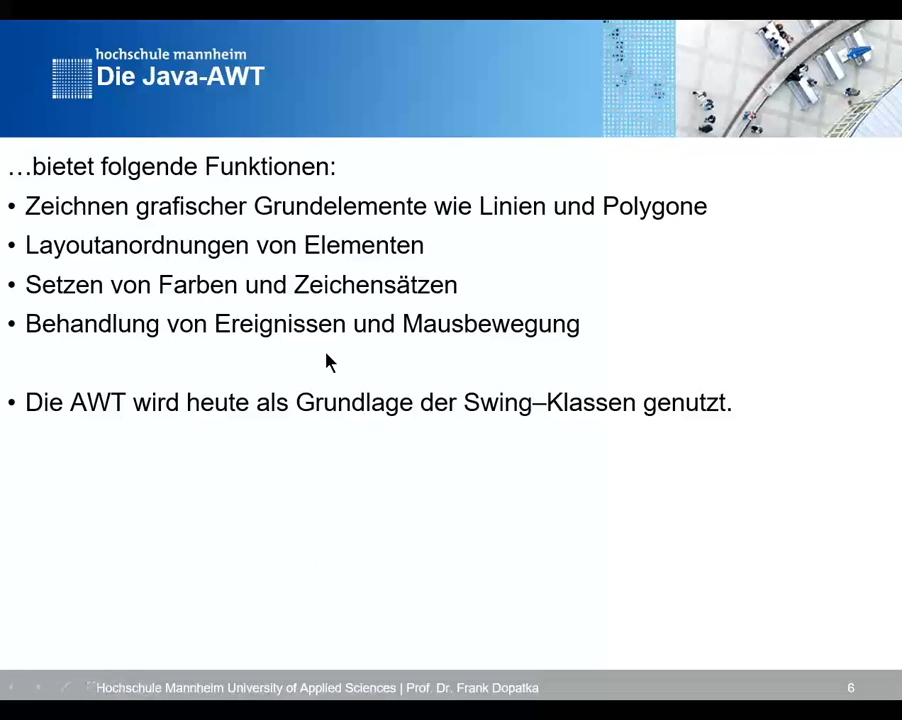 hochschule mannheim
Die Java-AWT
…bietet folgende Funktionen:
• Zeichnen grafischer Grundelemente wie Linien und Polygone
• Layoutanordnungen von Elementen
• Setzen von Farben und Zeichensätzen
• Behandlung von Ereignissen und Mausbewegung
• Die AWT wird heute als Grundlage der Swing–Klassen genutzt.
Hochschule Mannheim University of Applied Sciences | Prof. Dr. Frank Dopatka 6